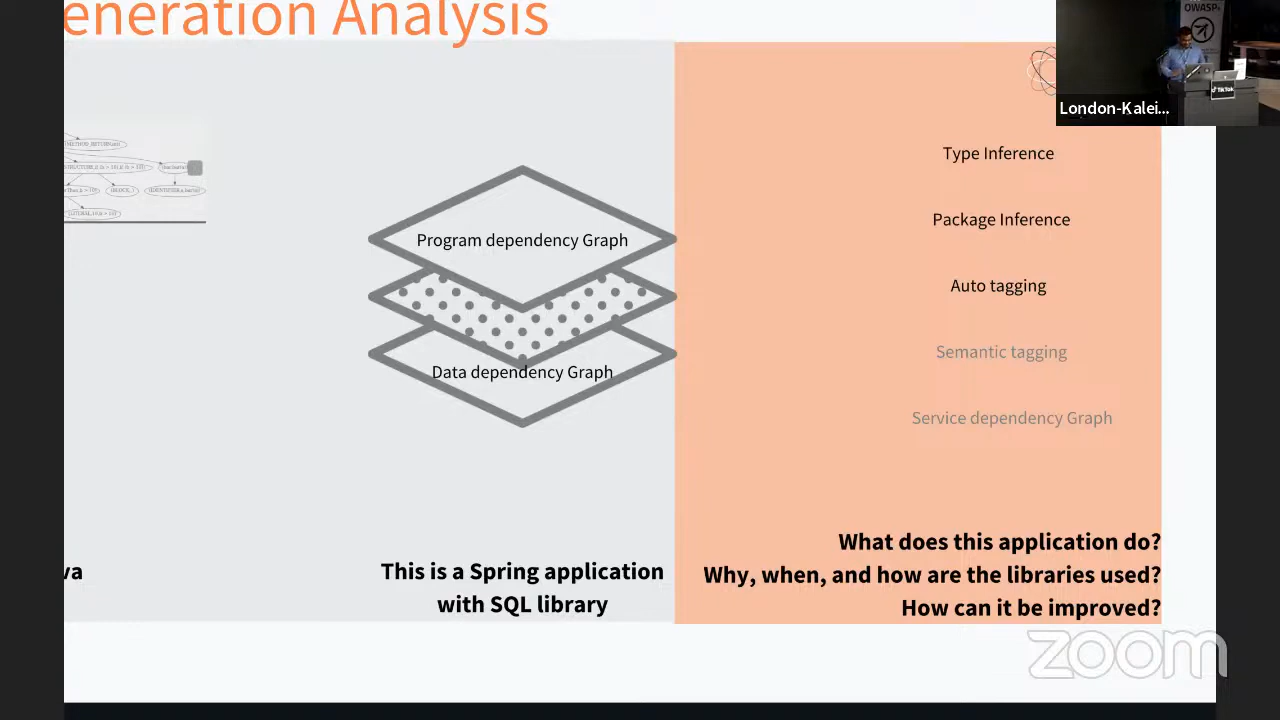 eneration Analysis
OWASP
TikTok
London-Kalei...
Type Inference
Package Inference
Auto tagging
Semantic tagging
Service dependency Graph
Program dependency Graph
Data dependency Graph
va
This is a Spring application
with SQL library
What does this application do?
Why, when, and how are the libraries used?
How can it be improved?
zoom